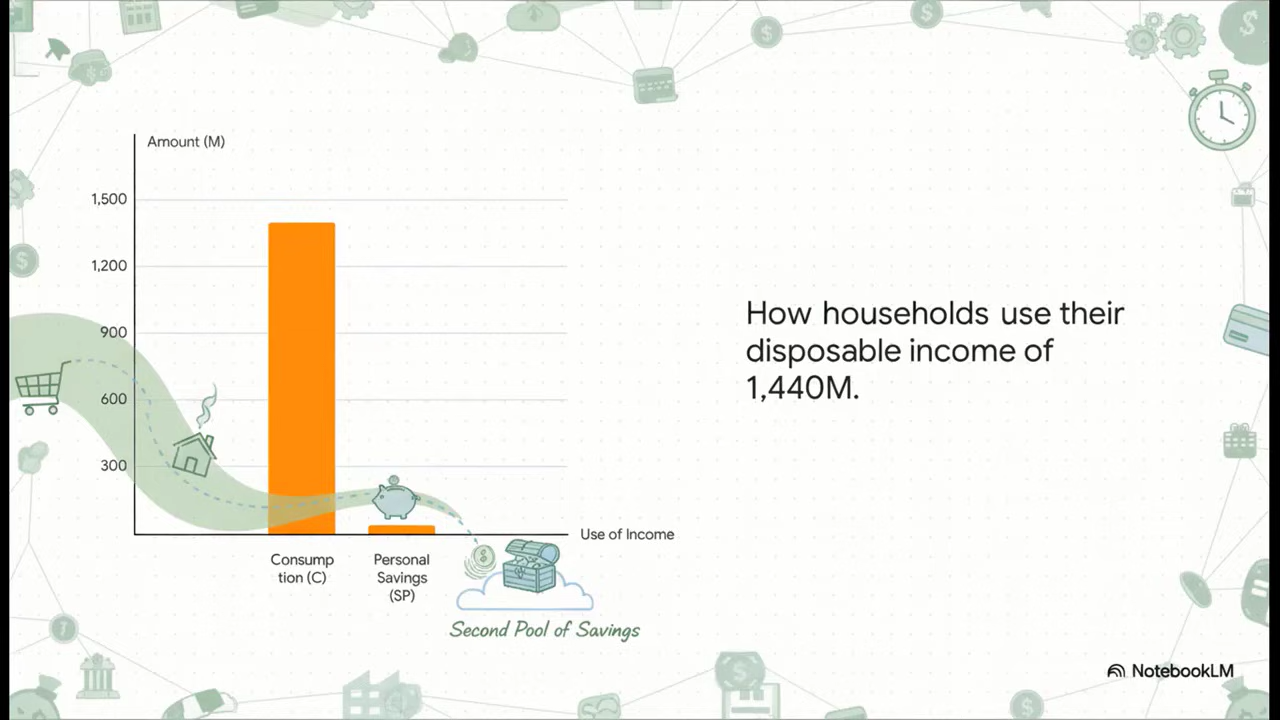 Amount (M)
1,500
1,200
900
600
300
Use of Income
Consump
tion (C)
Personal
Savings
(SP)
Second Pool of Savings
How households use their
disposable income of
1,440M.
NotebookLM